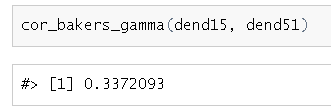 cor_bakers_gamma(dend15, dend51)
#> [1] 0.3372093